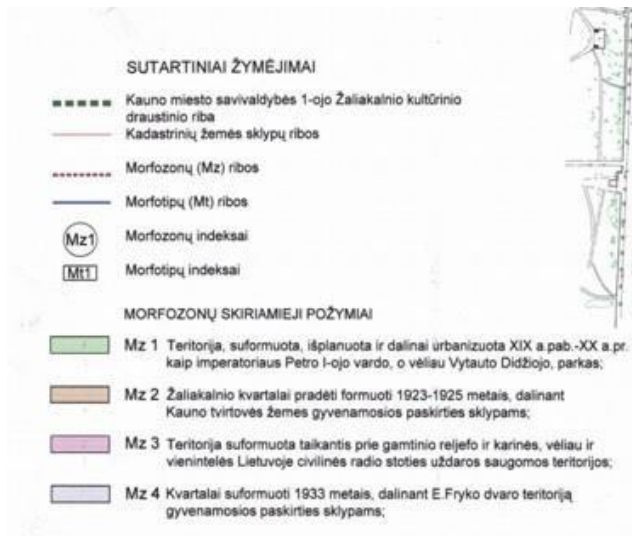 SUTARTINIAI ŽYMĖJIMAI
Kauno miesto savivaldybės 1-ojo Žaliakalnio kultūrinio
draustinio riba
Kadastrinių žemės sklypų ribos
Morfozonų (Mz) ribos
Morfotipų (Mt) ribos
Mz1 Morfozonų indeksai
Mt1 Morfotipų indeksai
MORFOZONŲ SKIRIAMIEJI POŽYMIAI
Mz 1 Teritorija, suformuota, išplanuota ir dalinai urbanizuota XIX a.pab.-XX a.pr.
kaip imperatoriaus Petro I-ojo vardo, o vėliau Vytauto Didžiojo, parkas;
Mz 2 Žaliakalnio kvartalai pradėti formuoti 1923-1925 metais, dalinant
Kauno tvirtovės žemes gyvenamosios paskirties sklypams;
Mz 3 Teritorija suformuota taikantis prie gamtinio reljefo ir karinės, vėliau ir
vienintelės Lietuvoje civilinės radio stoties uždaros saugomos teritorijos;
Mz 4 Kvartalai suformuoti 1933 metais, dalinant E.Fryko dvaro teritoriją
gyvenamosios paskirties sklypams;